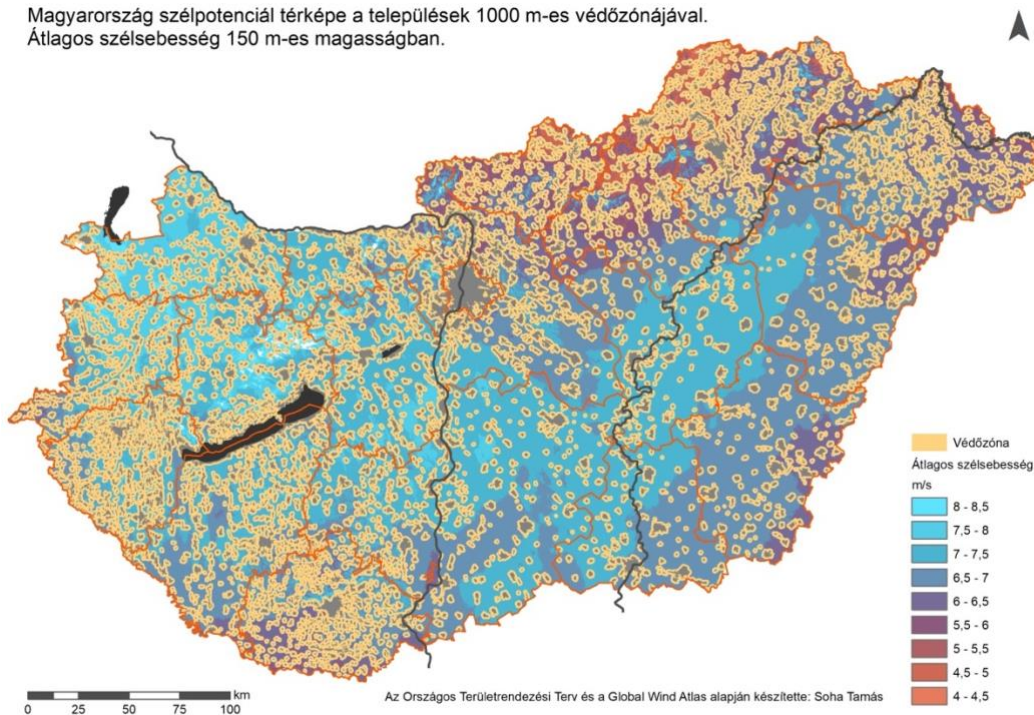 Magyarország szélpotenciál térképe a települések 1000 m-es védőzónájával.
Átlagos szélsebesség 150 m-es magasságban.
Védőzóna
Átlagos szélsebesség
m/s
8 - 8,5
7,5 - 8
7 - 7,5
6,5 - 7
6 - 6,5
5,5 - 6
5 - 5,5
4,5 - 5
4 - 4,5
km
0 25 50 75 100
Az Országos Területrendezési Terv és a Global Wind Atlas alapján készítette: Soha Tamás